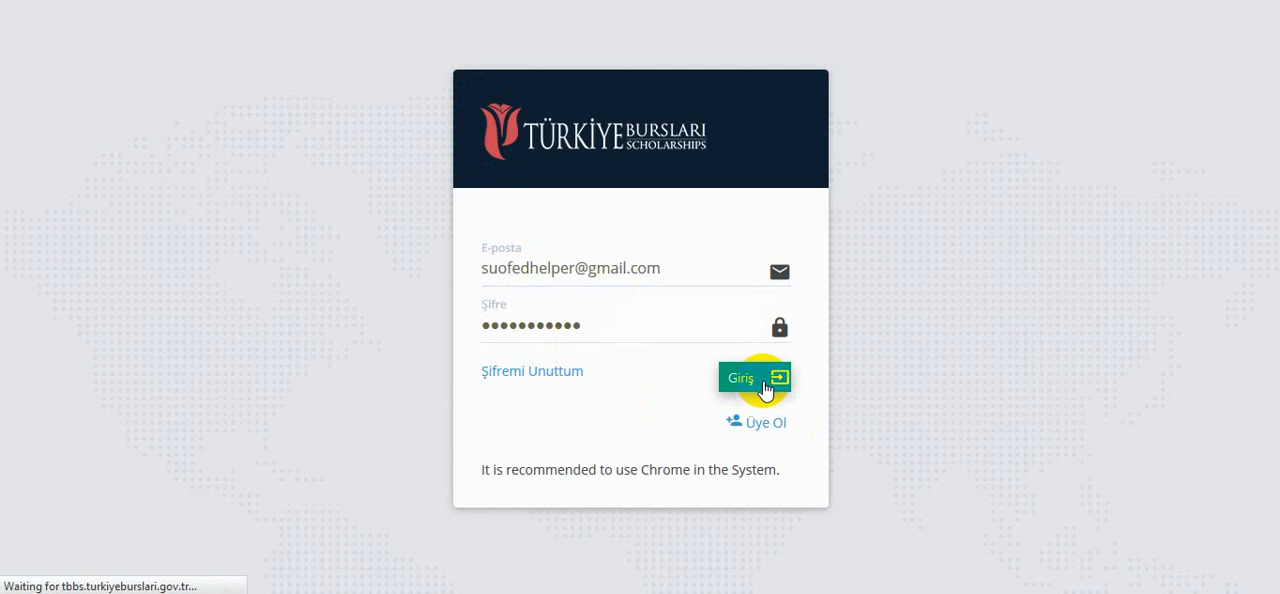 TÜRKİYE BURSLARI
SCHOLARSHIPS
E-posta
suofedhelper@gmail.com
Şifre
●●●●●●●●●●●
Şifremi Unuttum
Giriş
Üye Ol
It is recommended to use Chrome in the System.
Waiting for tbbs.turkiyeburslari.gov.tr...